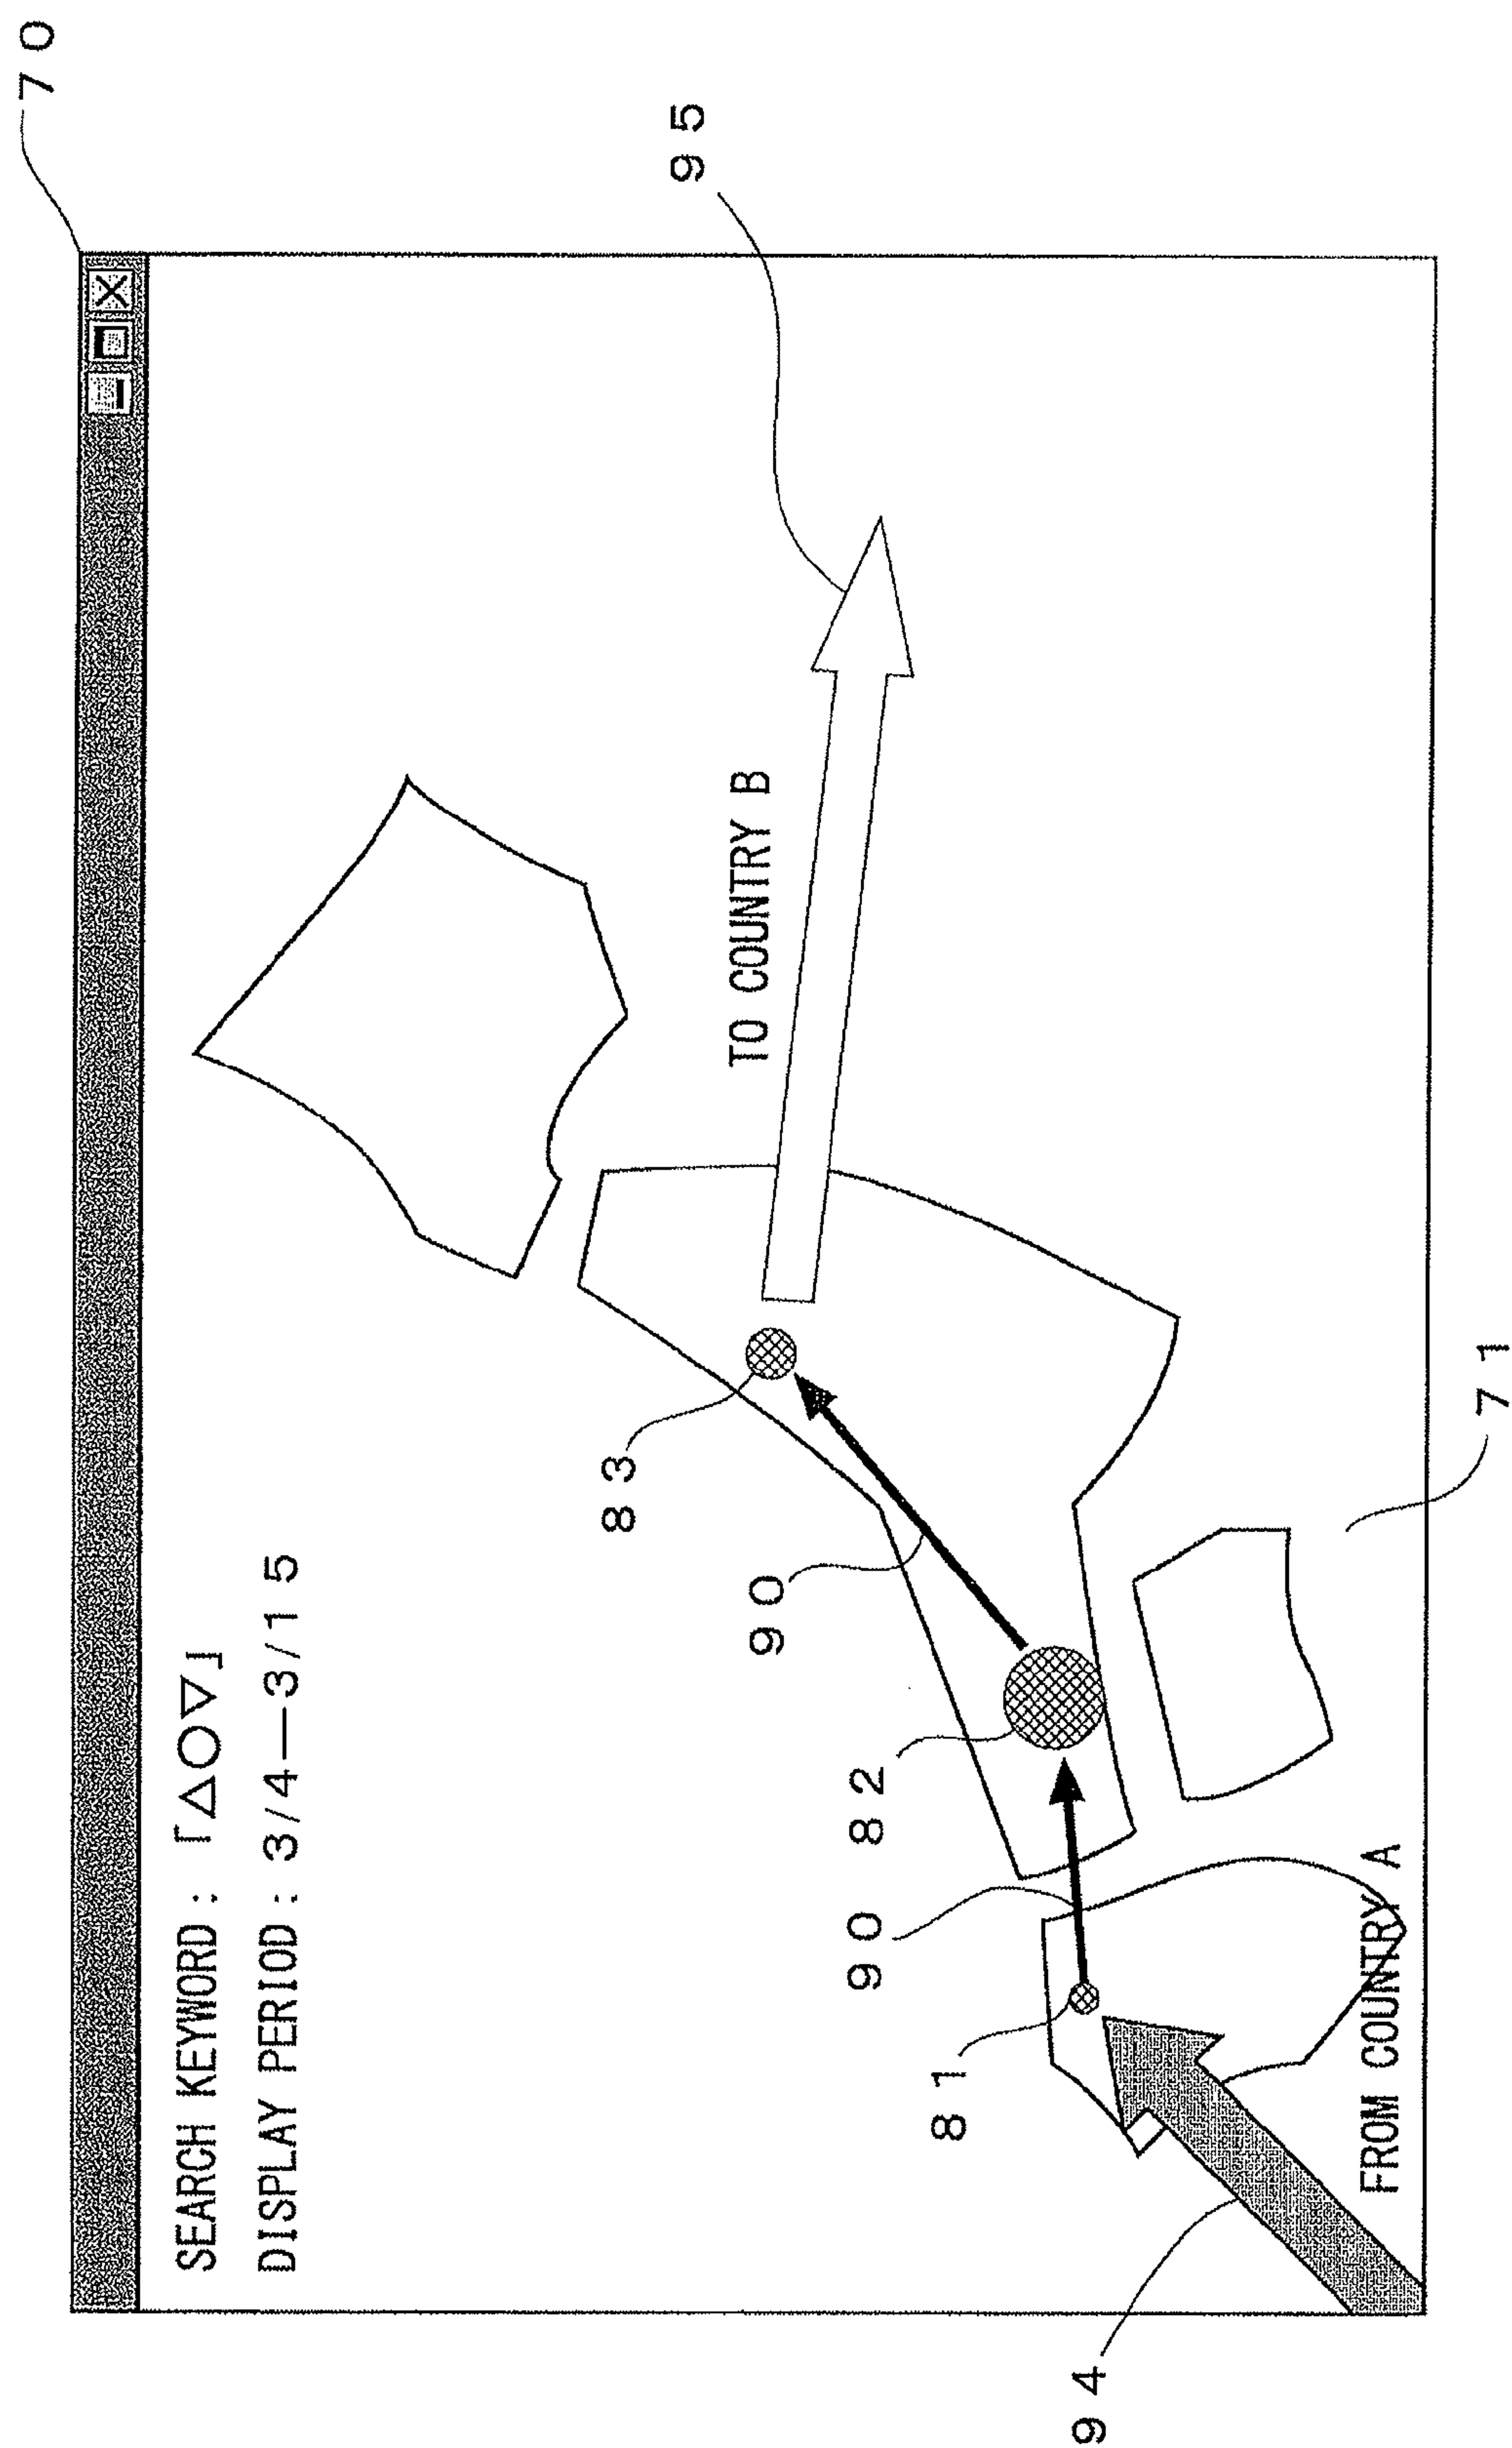 70
SEARCH KEYWORD : 「△○▽」
DISPLAY PERIOD : 3/4—3/15
95
83
TO COUNTRY B
90
82
90
81
71
FROM COUNTRY A
94